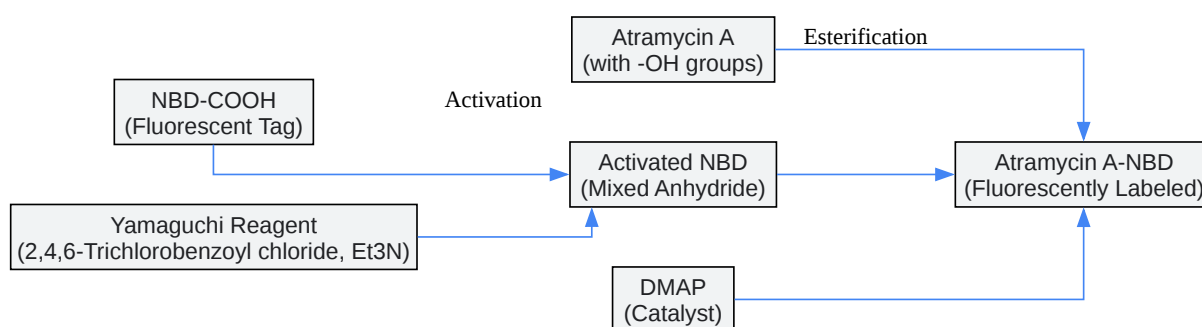 Atramycin A
(with -OH groups)
Esterification
NBD-COOH
(Fluorescent Tag)
Activation
Activated NBD
(Mixed Anhydride)
Atramycin A-NBD
(Fluorescently Labeled)
Yamaguchi Reagent
(2,4,6-Trichlorobenzoyl chloride, Et3N)
DMAP
(Catalyst)